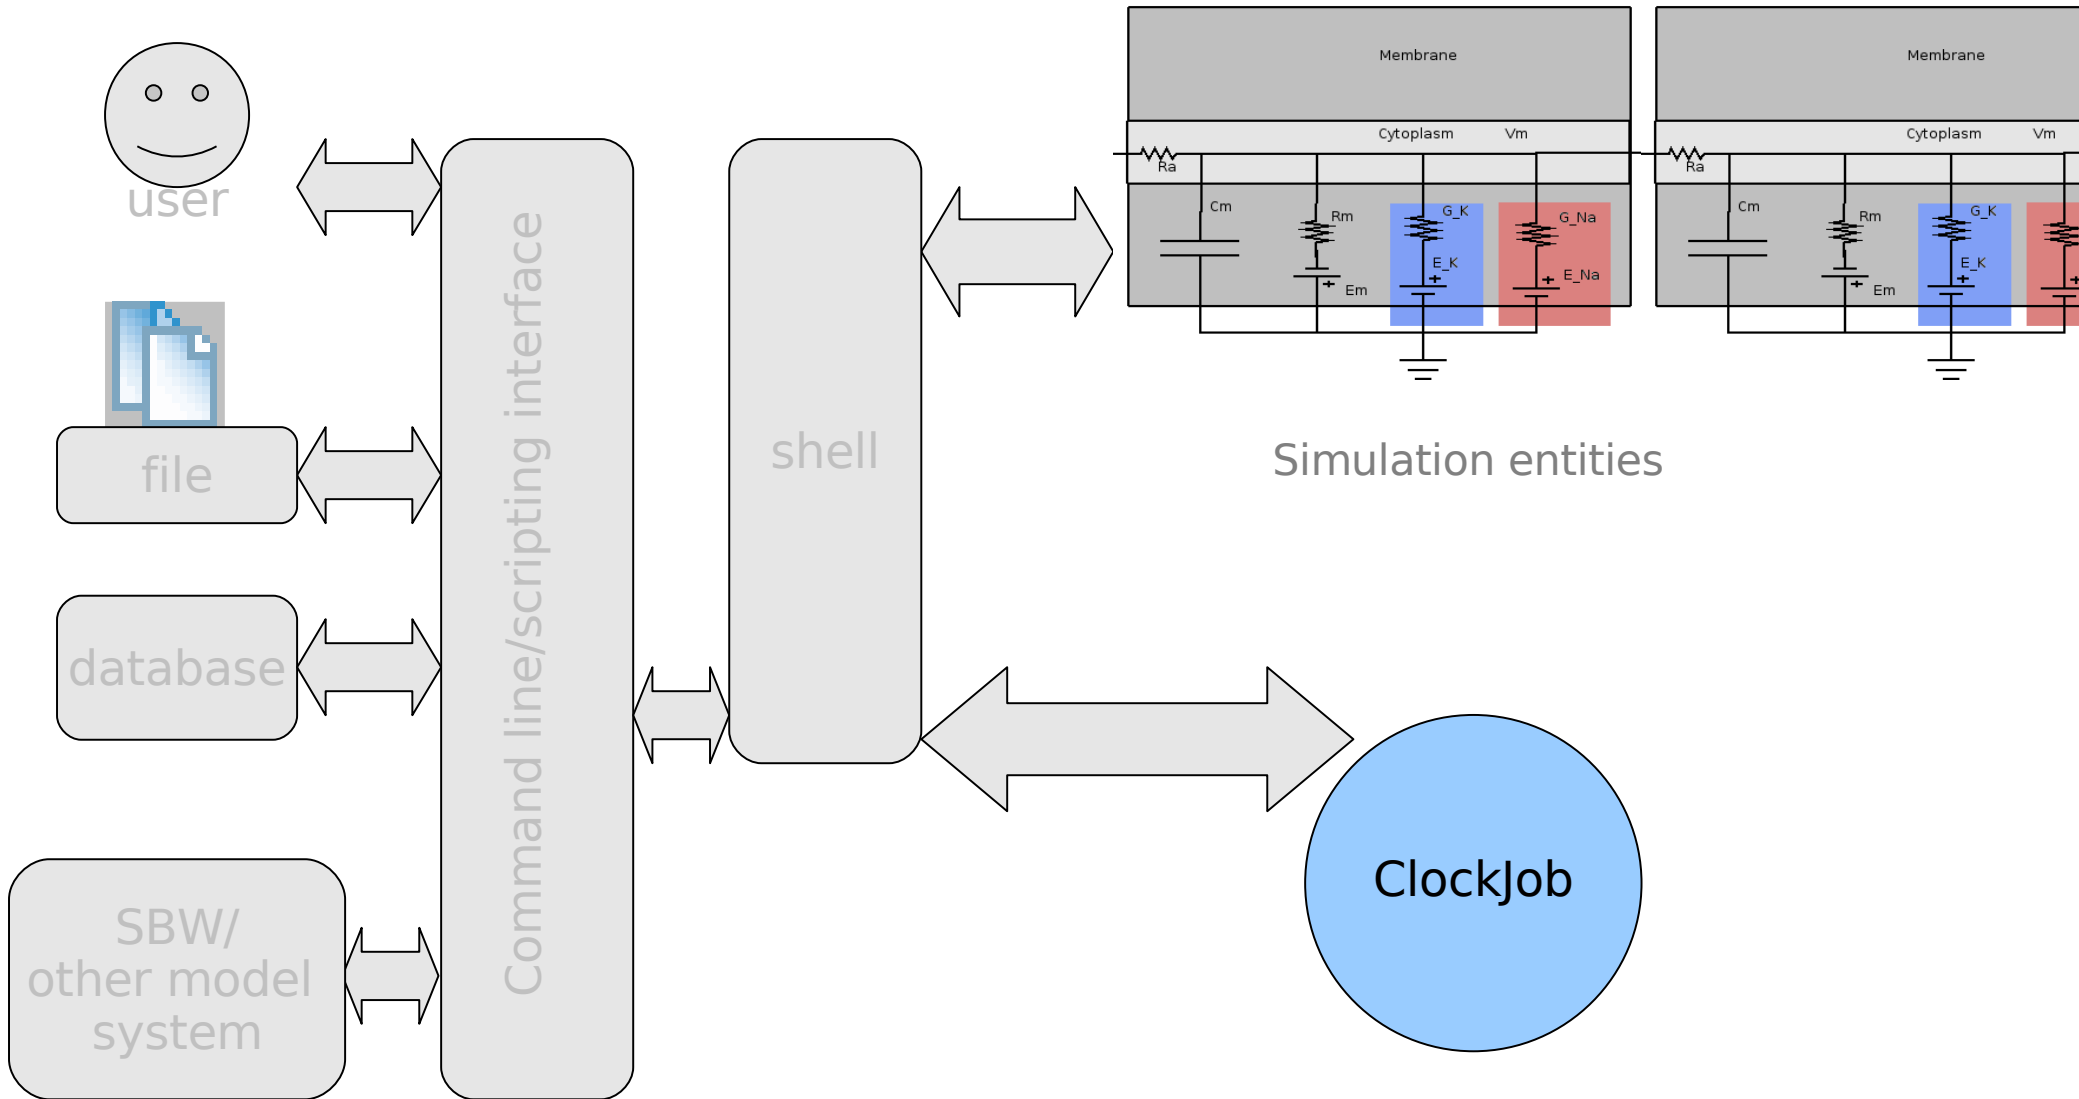 user
file
database
SBW/
other model
system
Command line/scripting interface
shell
Membrane
Cytoplasm
Vm
Ra
Cm
Rm
Em
G_K
E_K
G_Na
E_Na
Membrane
Cytoplasm
Vm
Ra
Cm
Rm
Em
G_K
E_K
Simulation entities
ClockJob